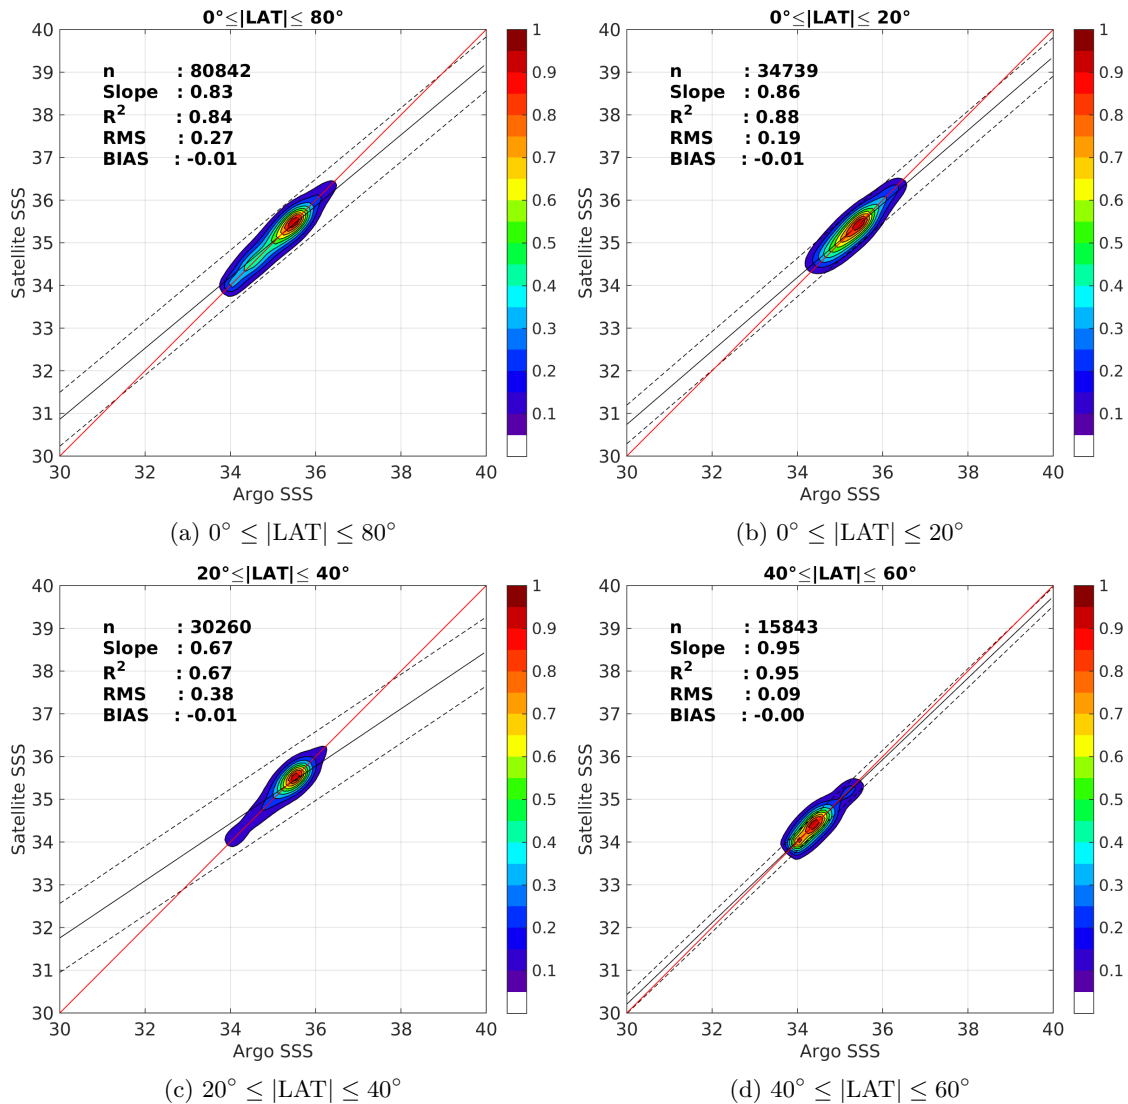 0°≤|LAT|≤ 80°
n : 80842
Slope : 0.83
R2 : 0.84
RMS : 0.27
BIAS : -0.01
40
39
38
37
36
35
34
33
32
31
30
Satellite SSS
30 32 34 36 38 40
Argo SSS
1
0.9
0.8
0.7
0.6
0.5
0.4
0.3
0.2
0.1
(a) 0° ≤ |LAT| ≤ 80°
0°≤|LAT|≤ 20°
n : 34739
Slope : 0.86
R2 : 0.88
RMS : 0.19
BIAS : -0.01
40
39
38
37
36
35
34
33
32
31
30
Satellite SSS
30 32 34 36 38 40
Argo SSS
1
0.9
0.8
0.7
0.6
0.5
0.4
0.3
0.2
0.1
(b) 0° ≤ |LAT| ≤ 20°
20°≤|LAT|≤ 40°
n : 30260
Slope : 0.67
R2 : 0.67
RMS : 0.38
BIAS : -0.01
40
39
38
37
36
35
34
33
32
31
30
Satellite SSS
30 32 34 36 38 40
Argo SSS
1
0.9
0.8
0.7
0.6
0.5
0.4
0.3
0.2
0.1
(c) 20° ≤ |LAT| ≤ 40°
40°≤|LAT|≤ 60°
n : 15843
Slope : 0.95
R2 : 0.95
RMS : 0.09
BIAS : -0.00
40
39
38
37
36
35
34
33
32
31
30
Satellite SSS
30 32 34 36 38 40
Argo SSS
1
0.9
0.8
0.7
0.6
0.5
0.4
0.3
0.2
0.1
(d) 40° ≤ |LAT| ≤ 60°